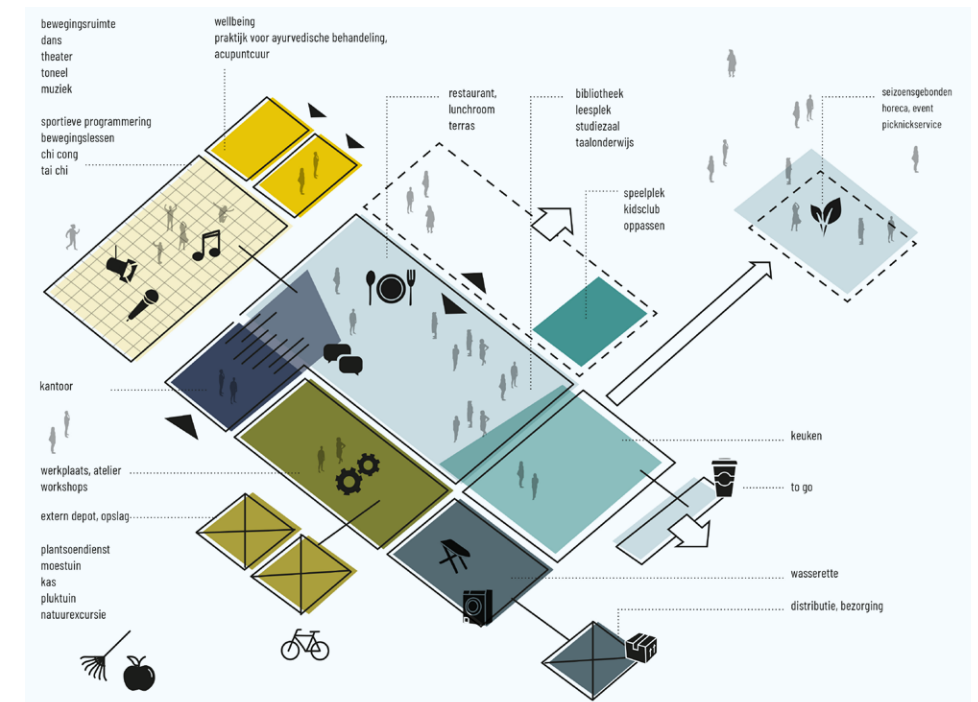 bewegingsruimte
dans
theater
toneel
muziek
sportieve programmering
bewegingslessen
chi cong
tai chi
wellbeing
praktijk voor ayurvedische behandeling,
acupuntcuur
restaurant,
lunchroom
terras
bibliotheek
leesplek
studiezaal
taalonderwijs
speelplek
kidsclub
oppassen
seizoensgebonden
horeca, event
picknickservice
kantoor
werkplaats, atelier
workshops
extern depot, opslag
plantsoendienst
moestuin
kas
pluktuin
natuurexcursie
keuken
to go
wasserette
distributie, bezorging